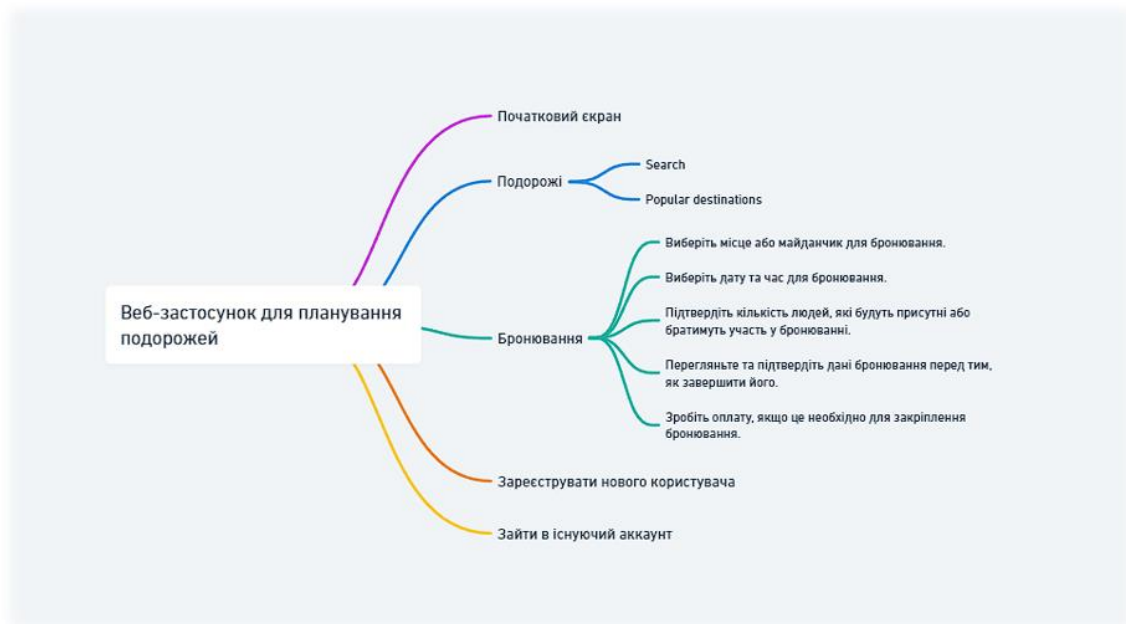 Початковий єкран
Подорожі
Search
Popular destinations
Веб-застосунок для планування
подорожей
Бронювання
Виберіть місце або майданчик для бронювання.
Виберіть дату та час для бронювання.
Підтвердіть кількість людей, які будуть присутні або
братимуть участь у бронюванні.
Перегляньте та підтвердіть дані бронювання перед тим,
як завершити його.
Зробіть оплату, якщо це необхідно для закріплення
бронювання.
Зареєструвати нового користувача
Зайти в існуючий аккаунт